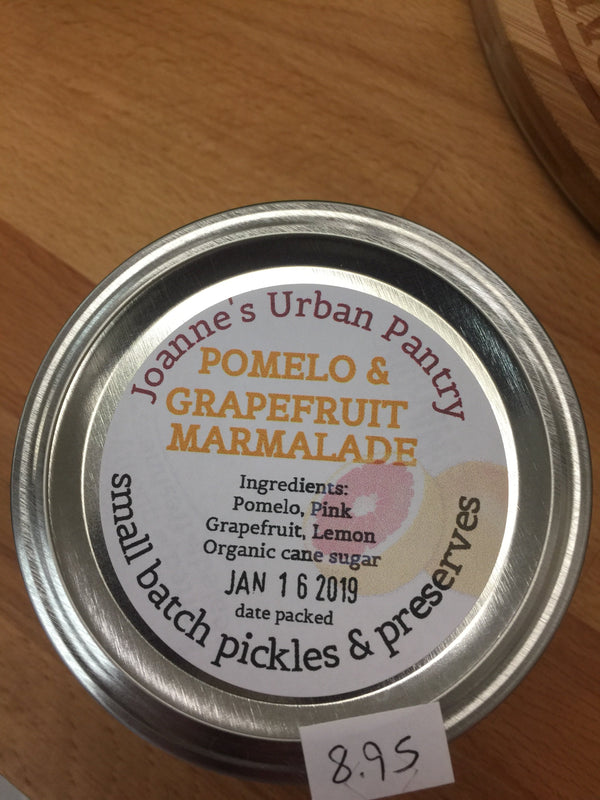 Joanne's Urban Pantry
POMELO &
GRAPEFRUIT
MARMALADE
Ingredients:
Pomelo, Pink
Grapefruit, Lemon
Organic cane sugar
JAN 16 2019
date packed
small batch pickles & preserves
8.95